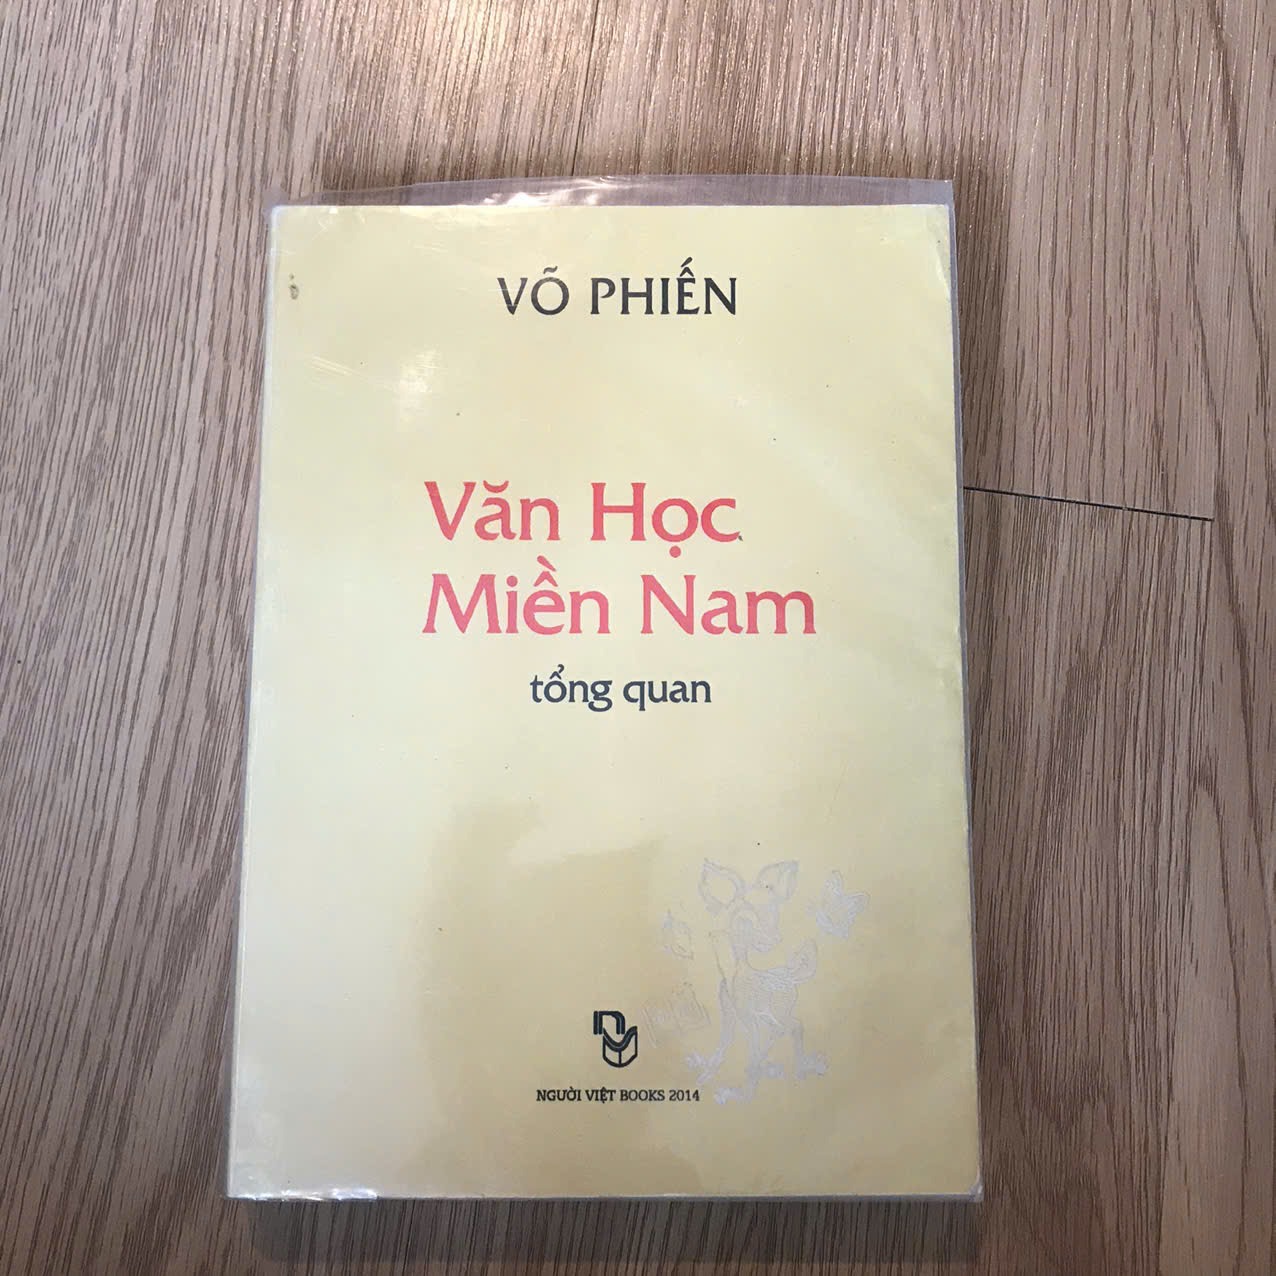 VÕ PHIẾN
Văn Học
Miền Nam
tổng quan
NGƯỜI VIỆT BOOKS 2014